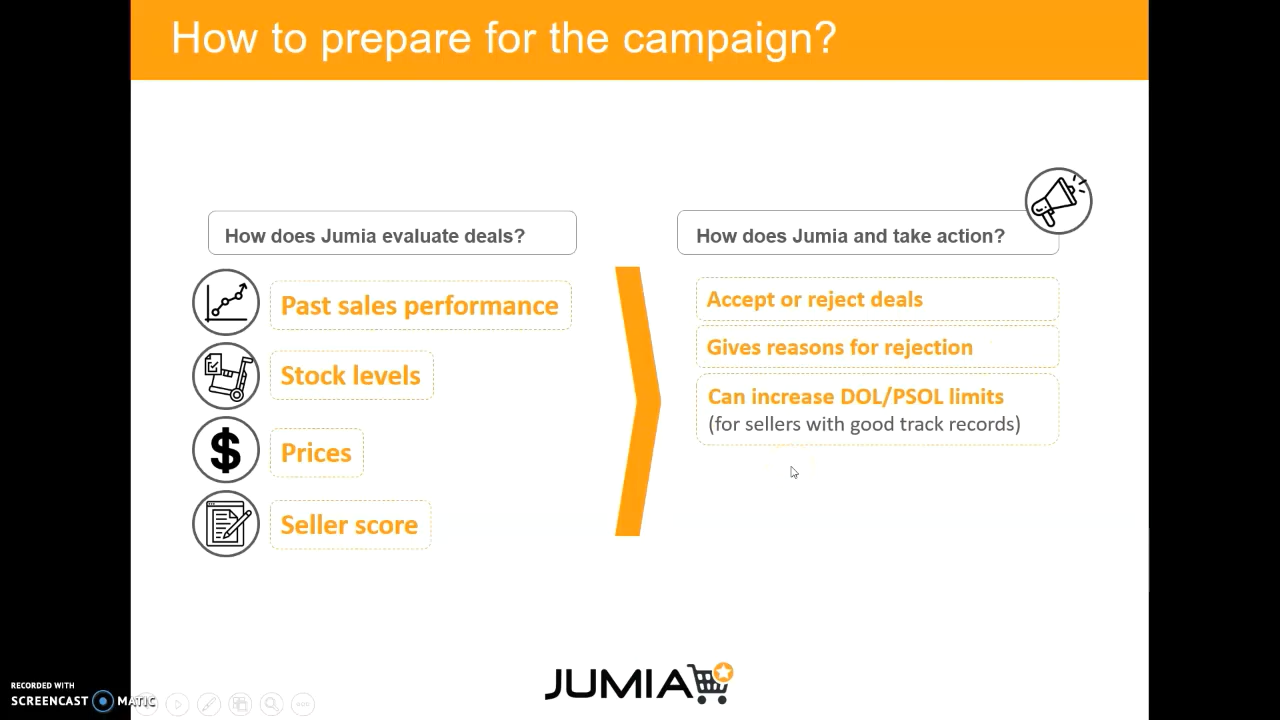 How to prepare for the campaign?
How does Jumia evaluate deals?
Past sales performance
Stock levels
$
Prices
Seller score
How does Jumia and take action?
Accept or reject deals
Gives reasons for rejection
Can increase DOL/PSOL limits
(for sellers with good track records)
JUMIA
RECORDED WITH
SCREENCAST MATIC